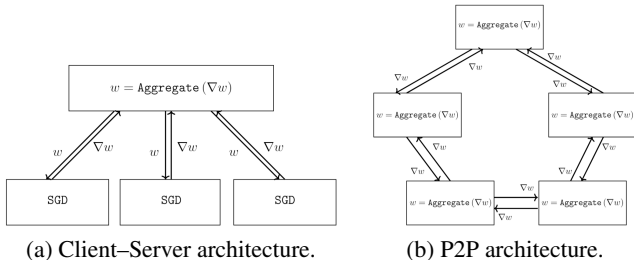 w = Aggregate (∇w)
w ∇w w ∇w w ∇w
SGD SGD SGD
(a) Client–Server architecture.
w = Aggregate (∇w)
∇w ∇w ∇w ∇w
w = Aggregate (∇w) w = Aggregate (∇w)
∇w ∇w ∇w ∇w
∇w
w = Aggregate (∇w) w = Aggregate (∇w)
∇w
(b) P2P architecture.